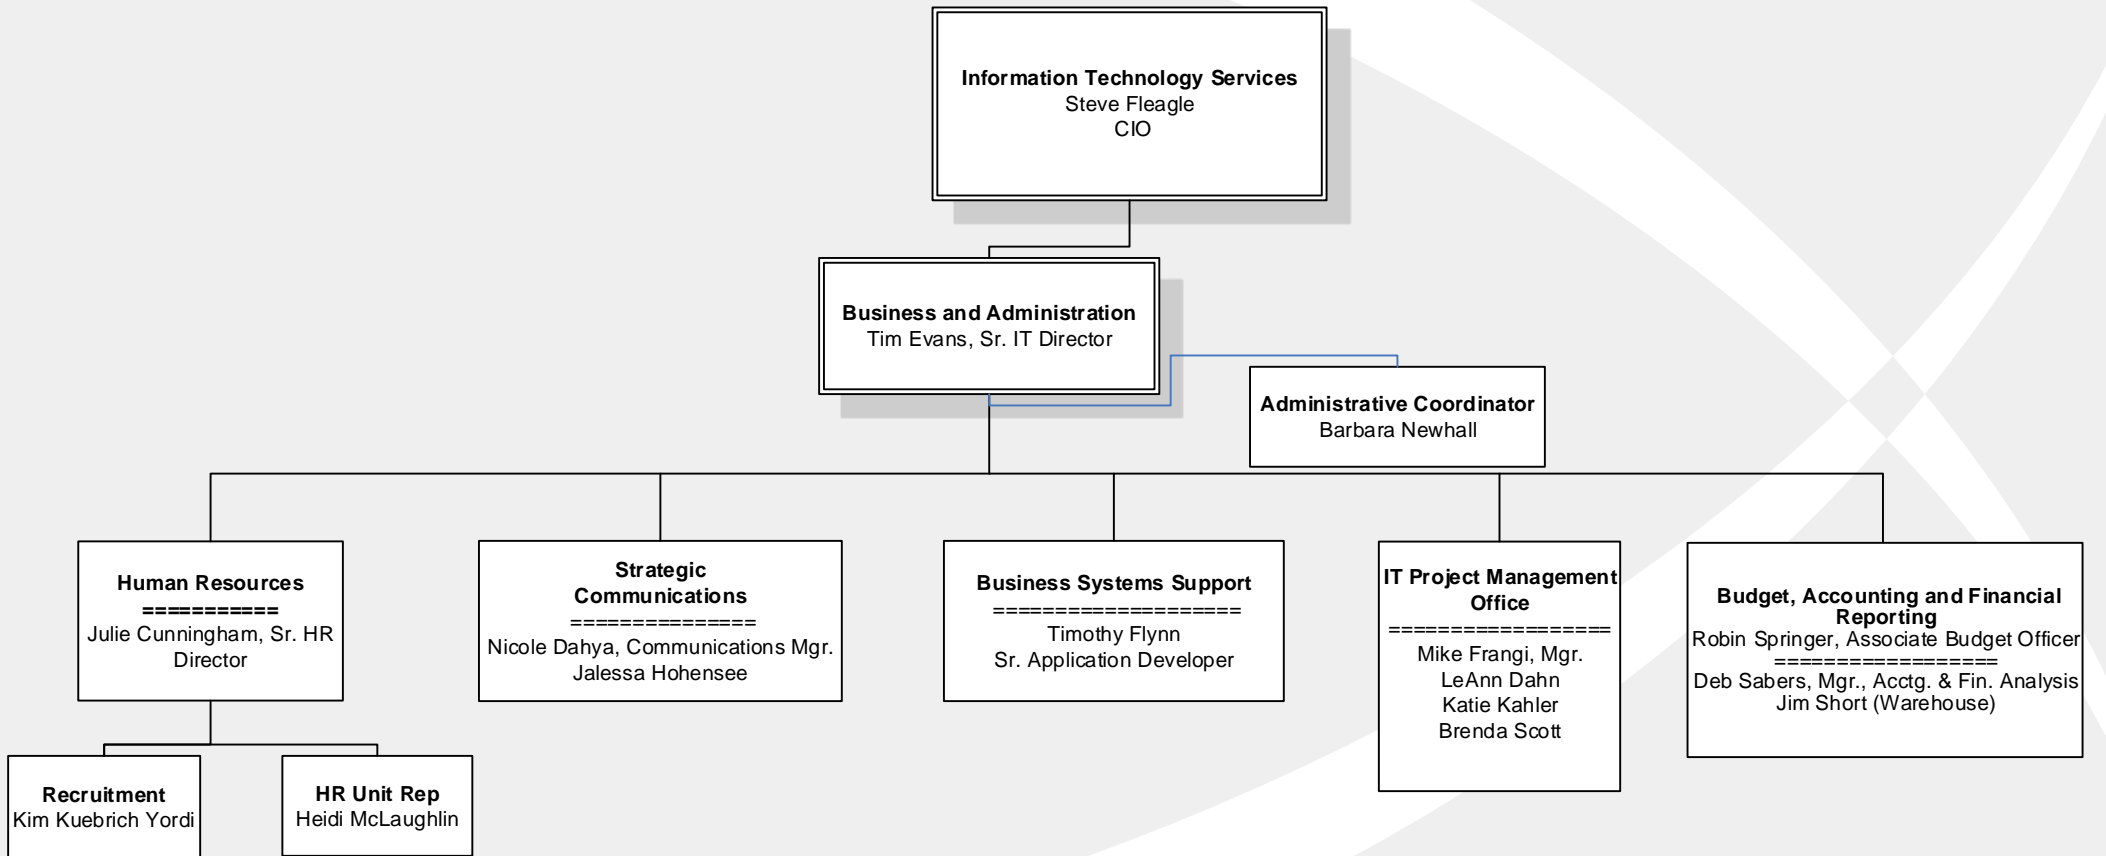 Information Technology Services
Steve Fleagle
CIO
Business and Administration
Tim Evans, Sr. IT Director
Administrative Coordinator
Barbara Newhall
Human Resources
===========
Julie Cunningham, Sr. HR
Director
Strategic
Communications
===============
Nicole Dahya, Communications Mgr.
Jalessa Hohensee
Business Systems Support
====================
Timothy Flynn
Sr. Application Developer
IT Project Management
Office
==================
Mike Frangi, Mgr.
LeAnn Dahn
Katie Kahler
Brenda Scott
Budget, Accounting and Financial
Reporting
Robin Springer, Associate Budget Officer
==================
Deb Sabers, Mgr., Acctg. & Fin. Analysis
Jim Short (Warehouse)
Recruitment
Kim Kuebrich Yordi
HR Unit Rep
Heidi McLaughlin